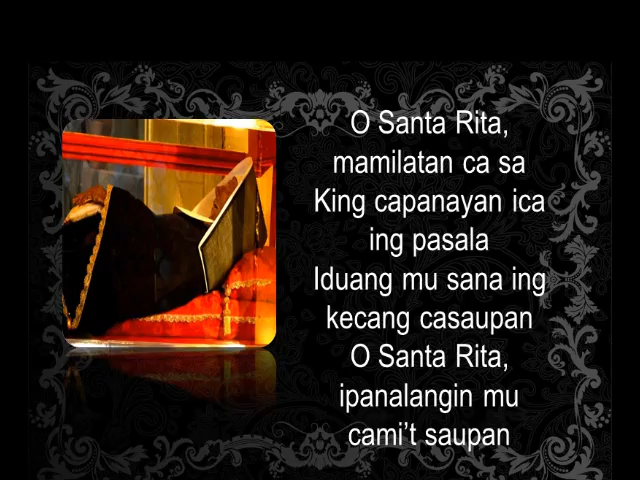 O Santa Rita,
mamilatan ca sa
King capanayan ica
ing pasala
Iduang mu sana ing
kecang casaupan
O Santa Rita,
ipanalangin mu
cami’t saupan